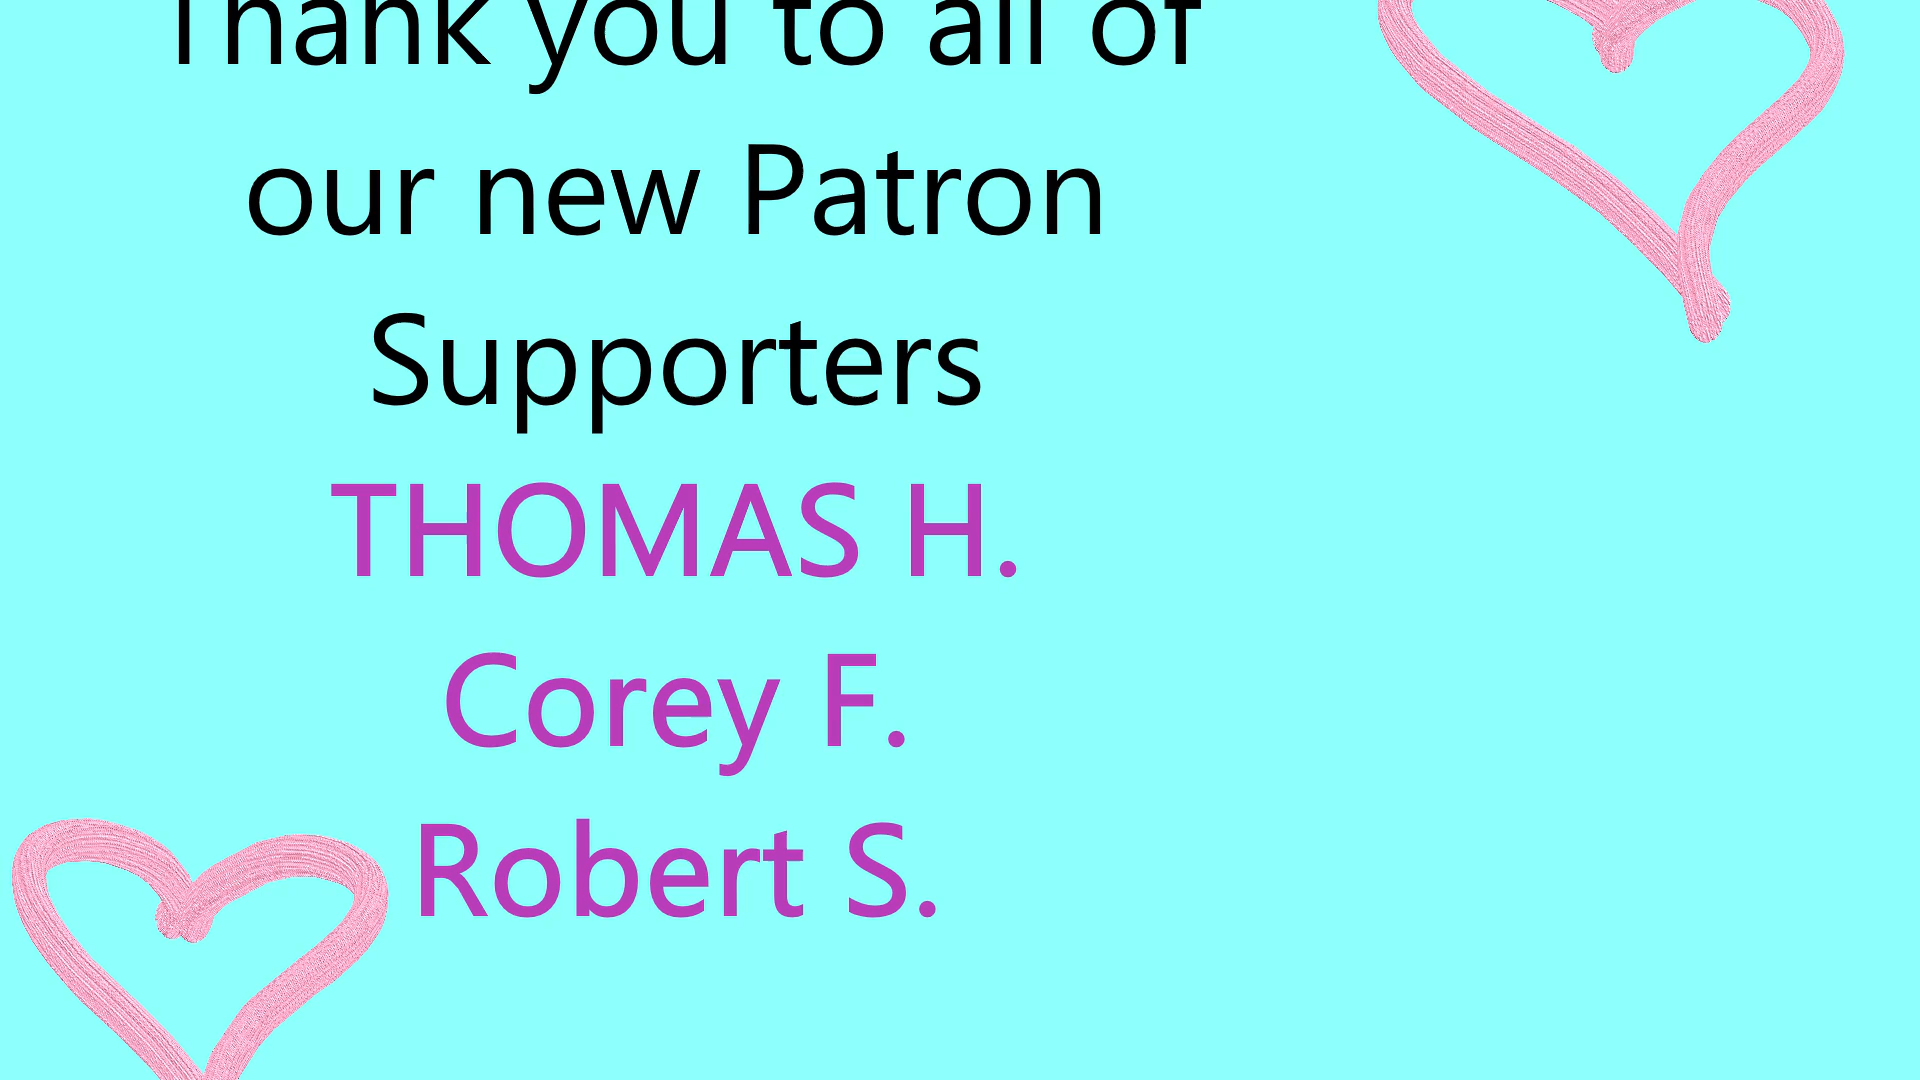 Thank you to all of
our new Patron
Supporters
THOMAS H.
Corey F.
Robert S.